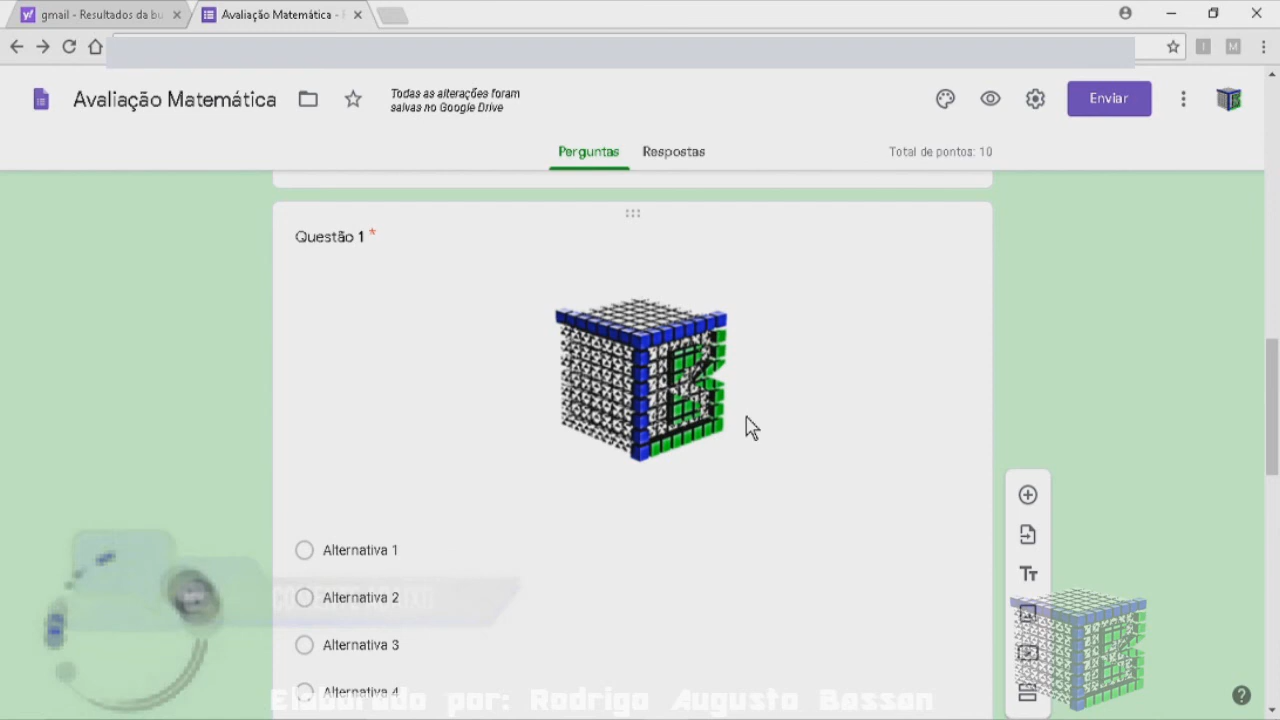 gmail - Resultados da bu
Avaliação Matemática -
Avaliação Matemática
Todas as alterações foram
salvas no Google Drive
Enviar
Perguntas
Respostas
Total de pontos: 10
Questão 1 *
Alternativa 1
Alternativa 2
Alternativa 3
Alternativa 4
Elaborado por: Rodrigo Augusto Basson